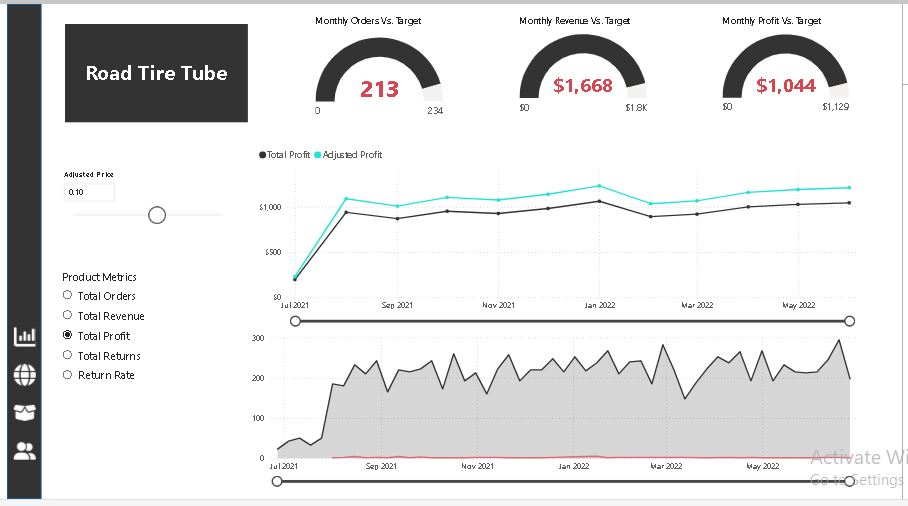 Monthly Orders Vs. Target
Monthly Revenue Vs. Target
Monthly Profit Vs. Target
Road Tire Tube
213
$1,668
$1,044
0
234
$0
$1.8K
$0
$1,129
Total Profit
Adjusted Profit
Adjusted Price
0.10
$1,000
$500
$0
Jul 2021
Sep 2021
Nov 2021
Jan 2022
Mar 2022
May 2022
Product Metrics
Total Orders
Total Revenue
Total Profit
Total Returns
Return Rate
300
200
100
0
Jul 2021
Sep 2021
Nov 2021
Jan 2022
Mar 2022
May 2022
Activate Wi
Go to Settings